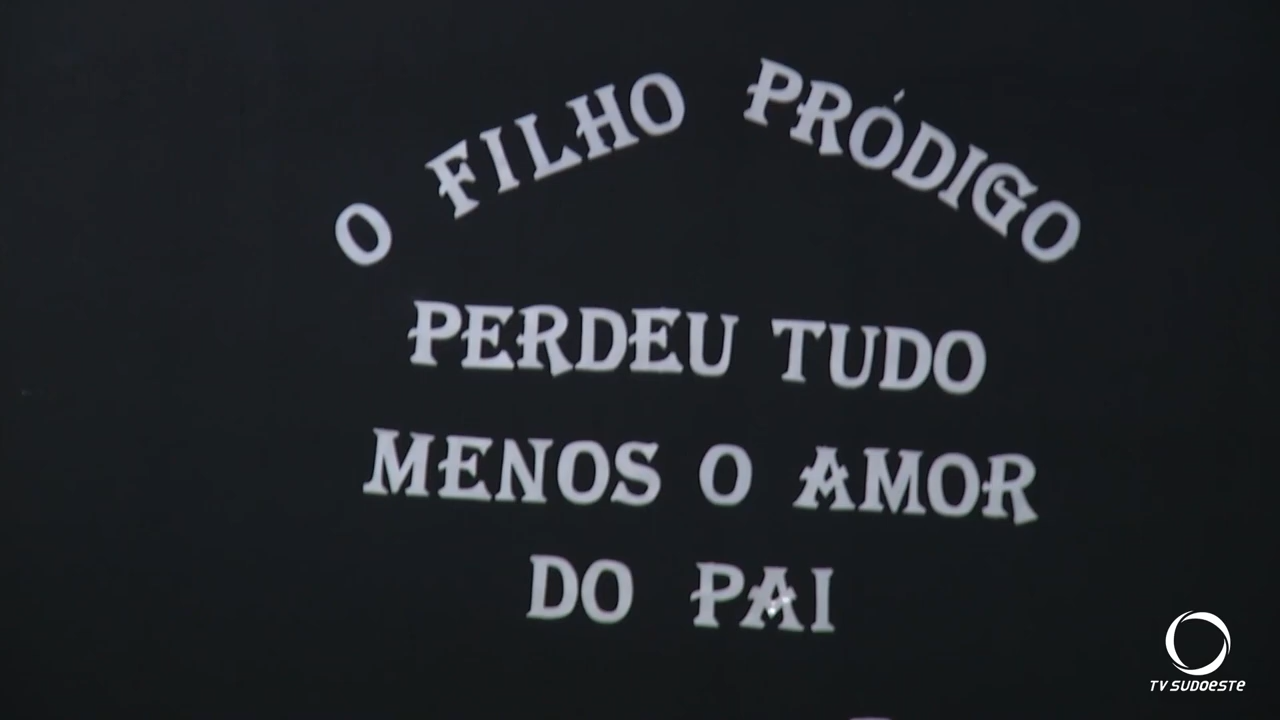 O FILHO PRÓDIGO
PERDEU TUDO
MENOS O AMOR
DO PAI
TV SUDOESTE